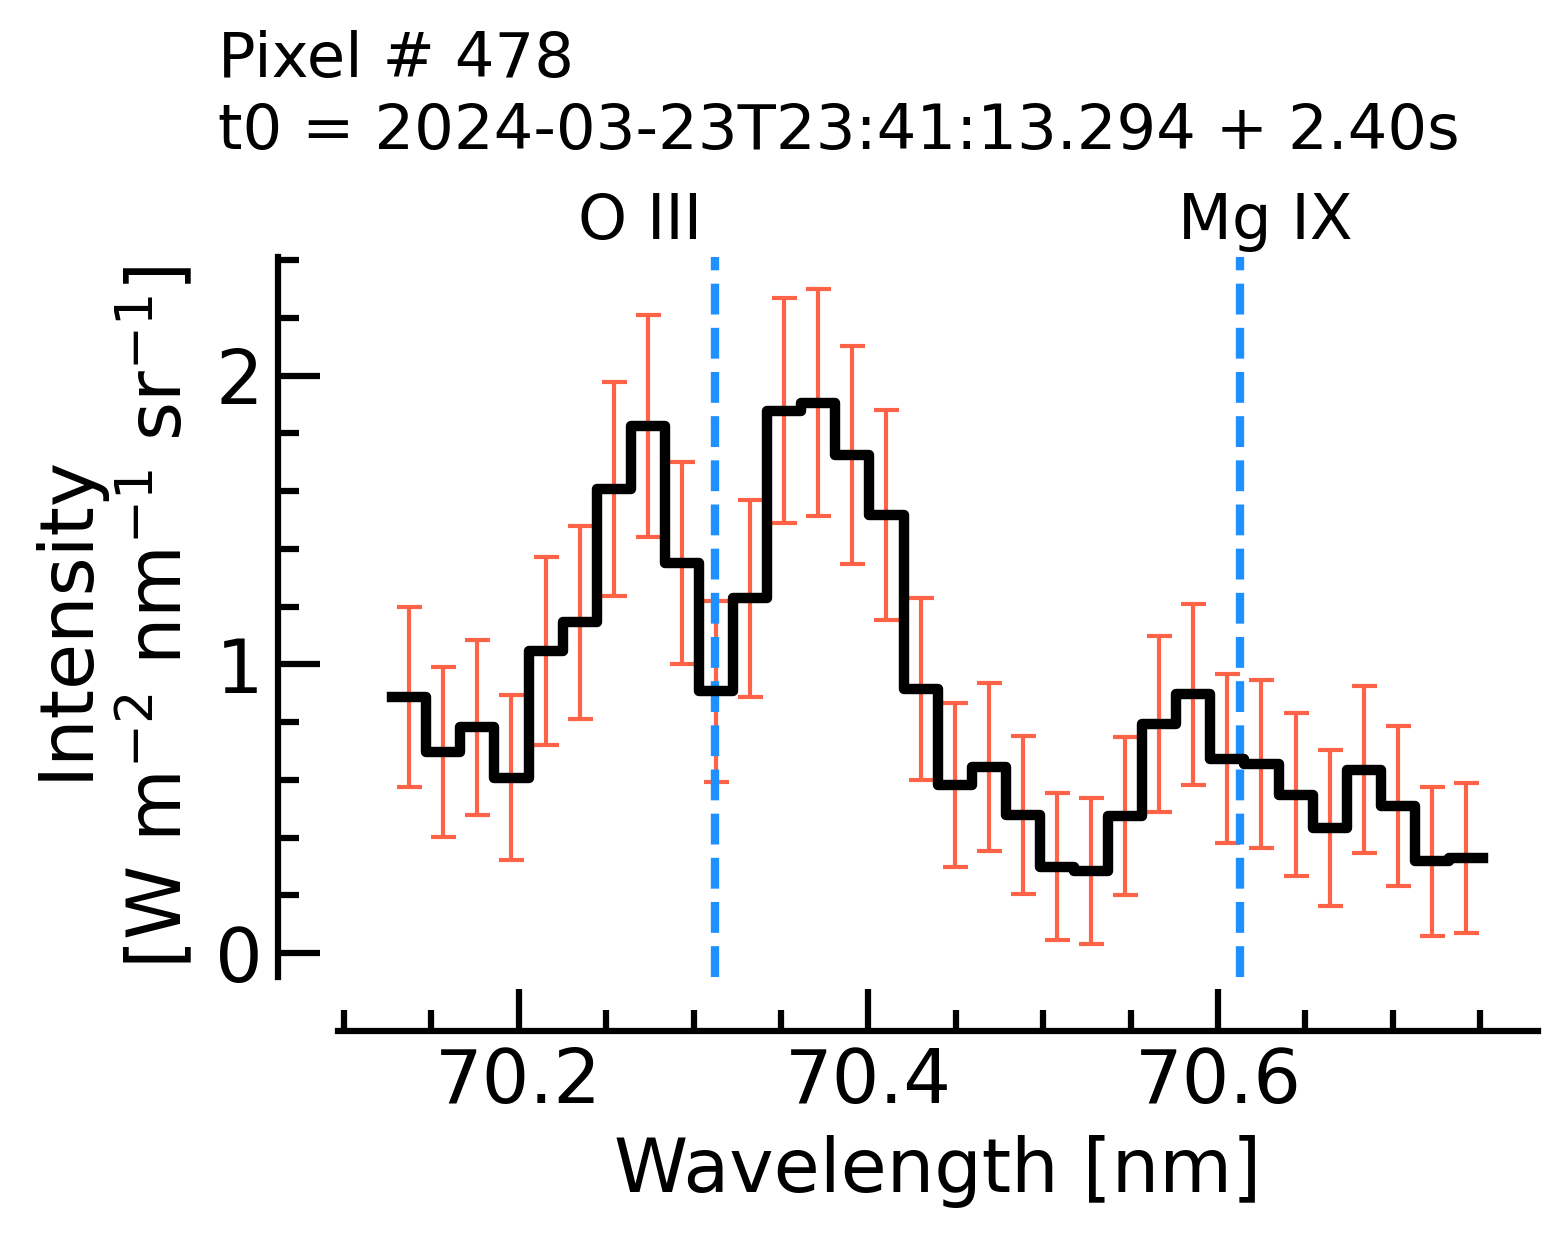 Pixel # 478
t0 = 2024-03-23T23:41:13.294 + 2.40s
O III
Mg IX
Intensity
[W m⁻² nm⁻¹ sr⁻¹]
2
1
0
70.2
70.4
70.6
Wavelength [nm]